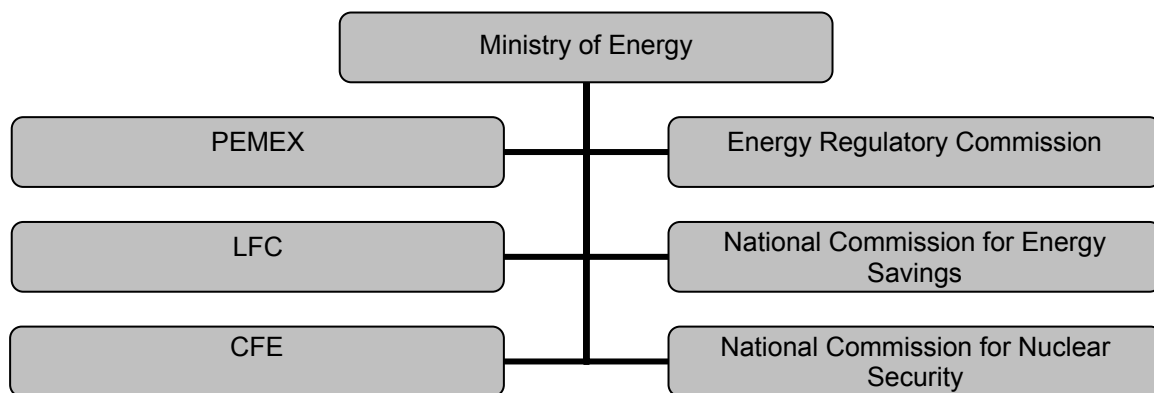 Ministry of Energy
PEMEX
Energy Regulatory Commission
LFC
National Commission for Energy
Savings
CFE
National Commission for Nuclear
Security